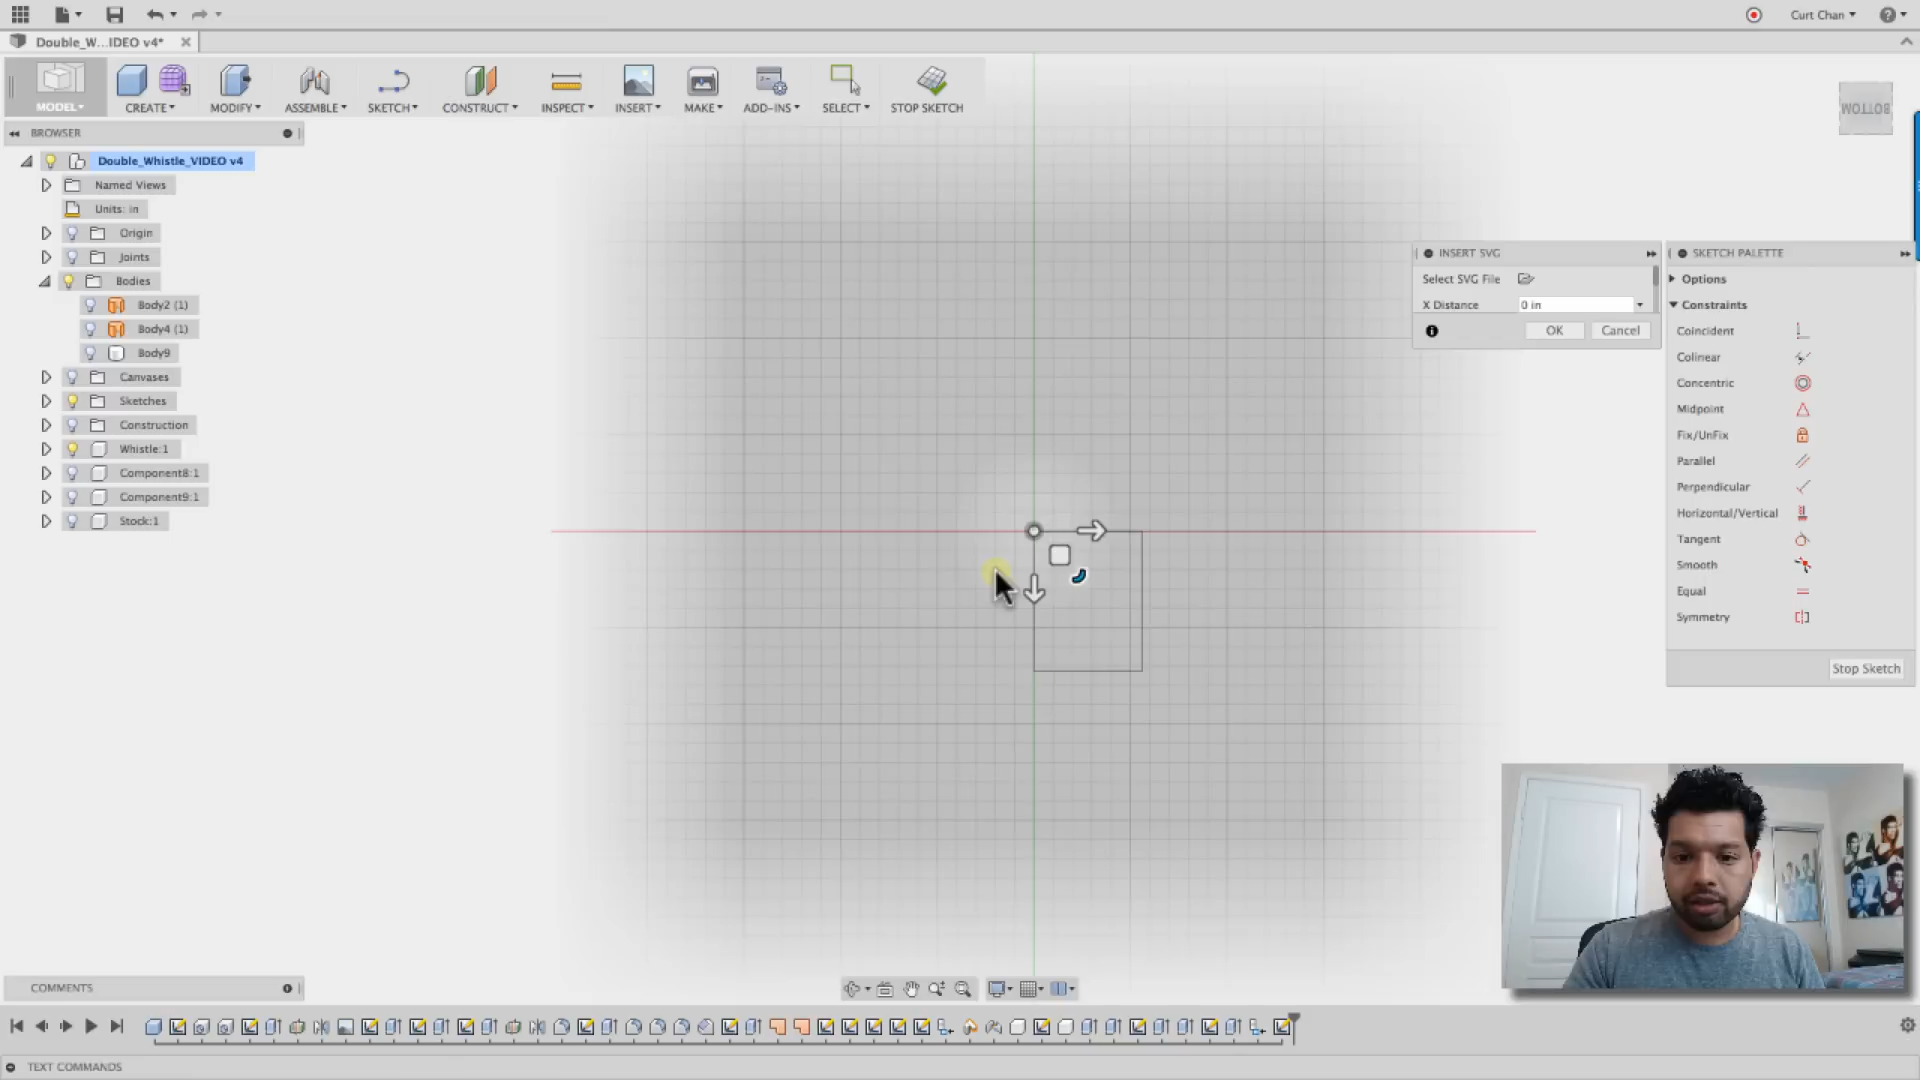 Curt Chan
Double_W...IDEO v4*
MODEL
CREATE
MODIFY
ASSEMBLE
SKETCH
CONSTRUCT
INSPECT
INSERT
MAKE
ADD-INS
SELECT
STOP SKETCH
BOTTOM
BROWSER
Double_Whistle_VIDEO v4
Named Views
Units: in
Origin
Joints
Bodies
Body2 (1)
Body4 (1)
Body9
Canvases
Sketches
Construction
Whistle:1
Component8:1
Component9:1
Stock:1
INSERT SVG
Select SVG File
X Distance
0 in
OK
Cancel
SKETCH PALETTE
Options
Constraints
Coincident
Colinear
Concentric
Midpoint
Fix/UnFix
Parallel
Perpendicular
Horizontal/Vertical
Tangent
Smooth
Equal
Symmetry
Stop Sketch
COMMENTS
TEXT COMMANDS